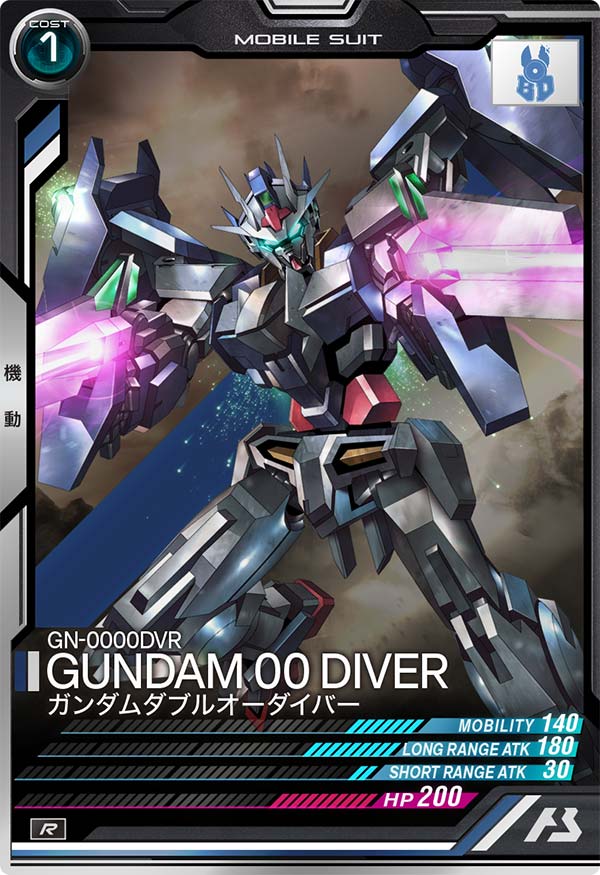 COST
1
MOBILE SUIT
BD
機動
GN-0000DVR
GUNDAM 00 DIVER
ガンダムダブルオーダイバー
MOBILITY 140
LONG RANGE ATK 180
SHORT RANGE ATK 30
HP 200
R